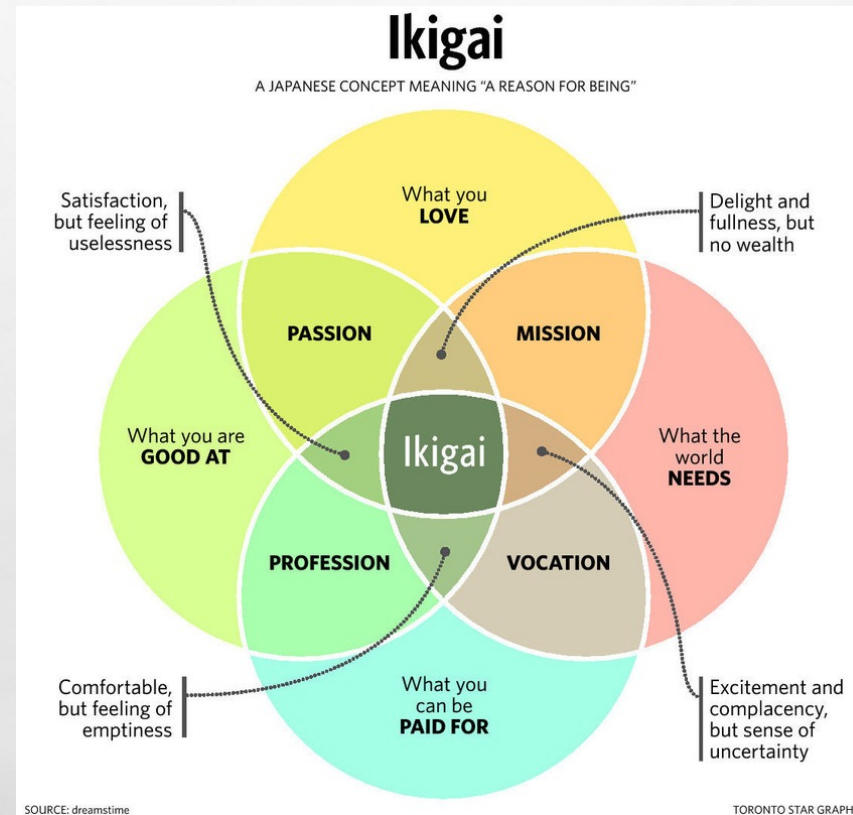 Ikigai
A JAPANESE CONCEPT MEANING “A REASON FOR BEING”
What you
LOVE
Satisfaction,
but feeling of
uselessness
Delight and
fullness, but
no wealth
PASSION
MISSION
What you are
GOOD AT
Ikigai
What the
world
NEEDS
PROFESSION
VOCATION
Comfortable,
but feeling of
emptiness
What you
can be
PAID FOR
Excitement and
complacency,
but sense of
uncertainty
SOURCE: dreamstime
TORONTO STAR GRAPH